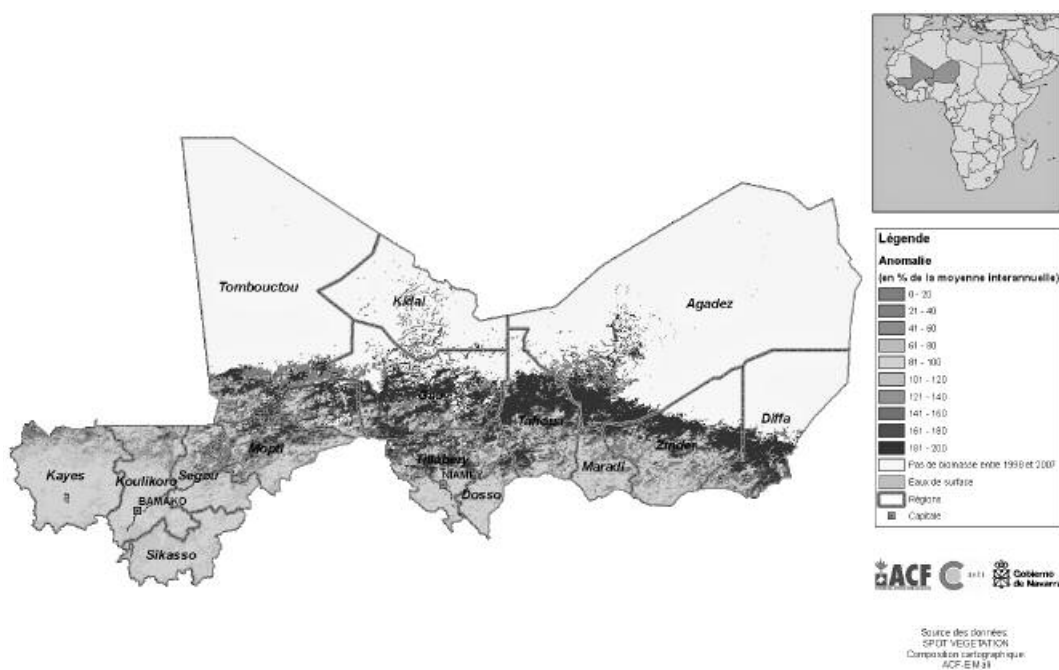 Tombouctou
Kidal
Agadez
Gao
Tahoua
Diffa
Mopti
Zinder
Tillabery
Maradi
NIAMEY
Kayes
Koulikoro
Segou
Dosso
BAMAKO
Sikasso
Légende
Anomalie
(en % de la moyenne interannuelle)
0 - 20
21 - 40
41 - 60
61 - 80
81 - 100
101 - 120
121 - 140
141 - 160
161 - 180
181 - 200
Pas de biomasse entre 1998 et 2007
Eaux de surface
Régions
Capitale
ACF
Gobierno
de Navarra
Source des données:
SPOT VEGETATION
Composition cartographique:
ACF-E Mali